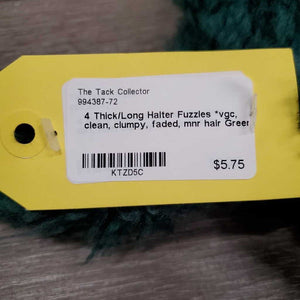 The Tack Collector
994387-72
4 Thick/Long Halter Fuzzies *vgc,
clean, clumpy, faded, mnr hair Green
$5.75
KTZD5C